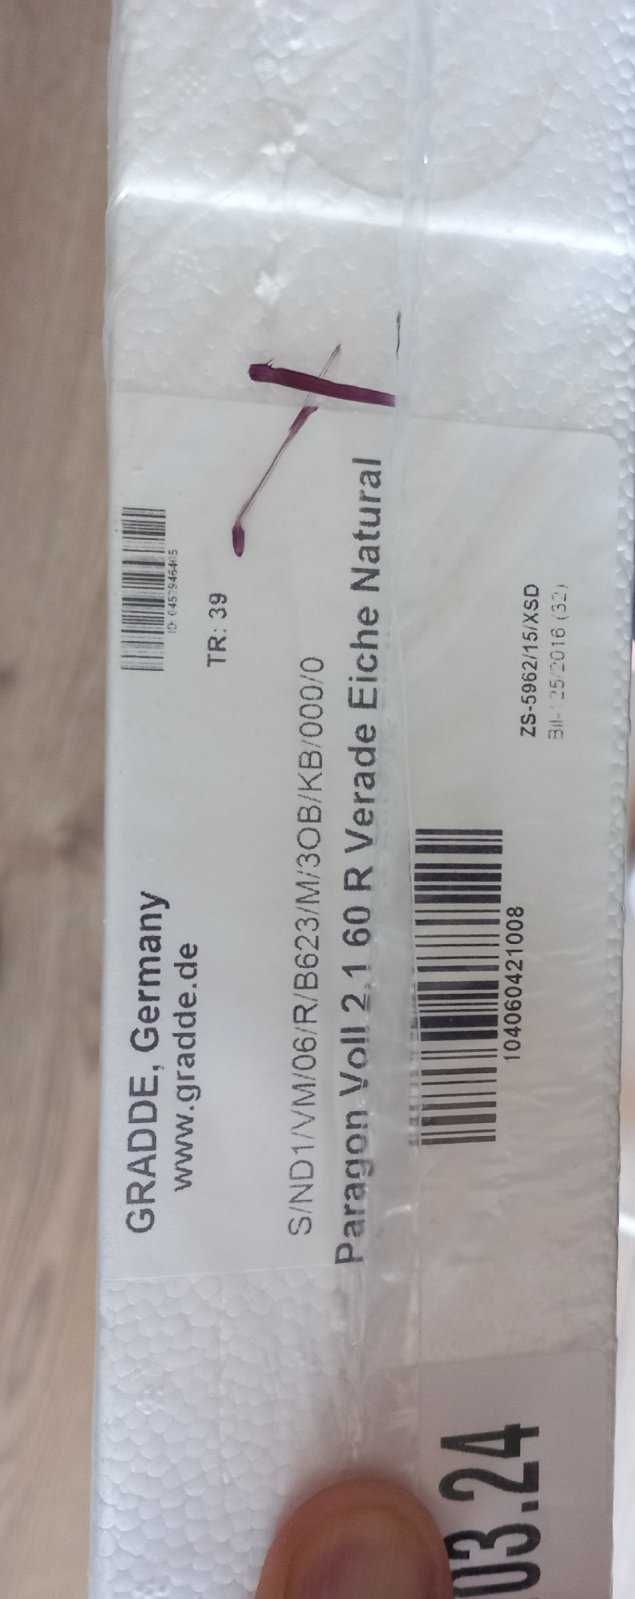 GRADDE, Germany
www.gradde.de
TR: 39
S/ND1/VM/06/R/B623/M/3OB/KB/000/0
Paragon Voll 2.1 60 R Verade Eiche Natural
104060421008
ZS-5962/15/XSD
03.24